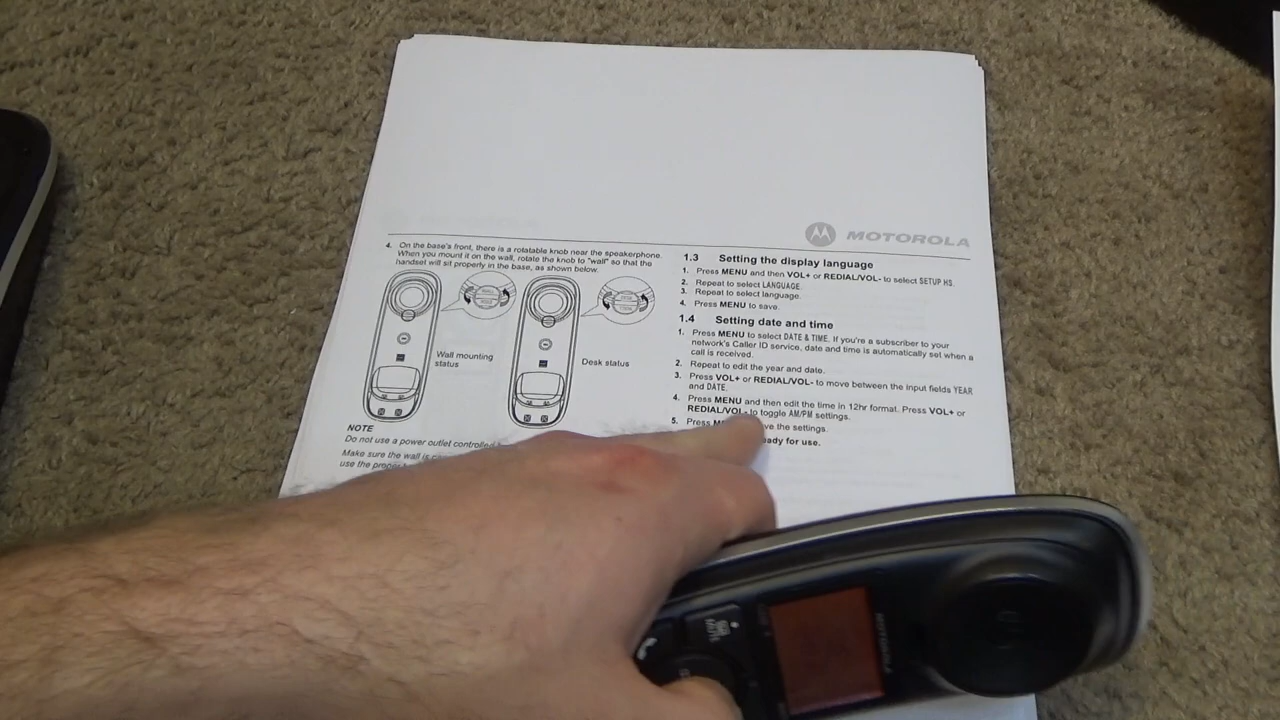 MOTOROLA
4. On the base's front, there is a rotatable knob near the speakerphone.
When you mount it on the wall, rotate the knob to "wall" so that the
handset will sit properly in the base, as shown below.
Wall mounting
status
Desk status
NOTE
Do not use a power outlet controlled
Make sure the wall is
use the proper
1.3 Setting the display language
1. Press MENU and then VOL+ or REDIAL/VOL- to select SETUP HS.
2. Repeat to select LANGUAGE.
3. Repeat to select language.
4. Press MENU to save.
1.4 Setting date and time
1. Press MENU to select DATE & TIME. If you're a subscriber to your
network's Caller ID service, date and time is automatically set when a
call is received.
2. Repeat to edit the year and date.
3. Press VOL+ or REDIAL/VOL- to move between the input fields YEAR
and DATE.
4. Press MENU and then edit the time in 12hr format. Press VOL+ or
REDIAL/VOL- to toggle AM/PM settings.
5. Press the settings.
for use.